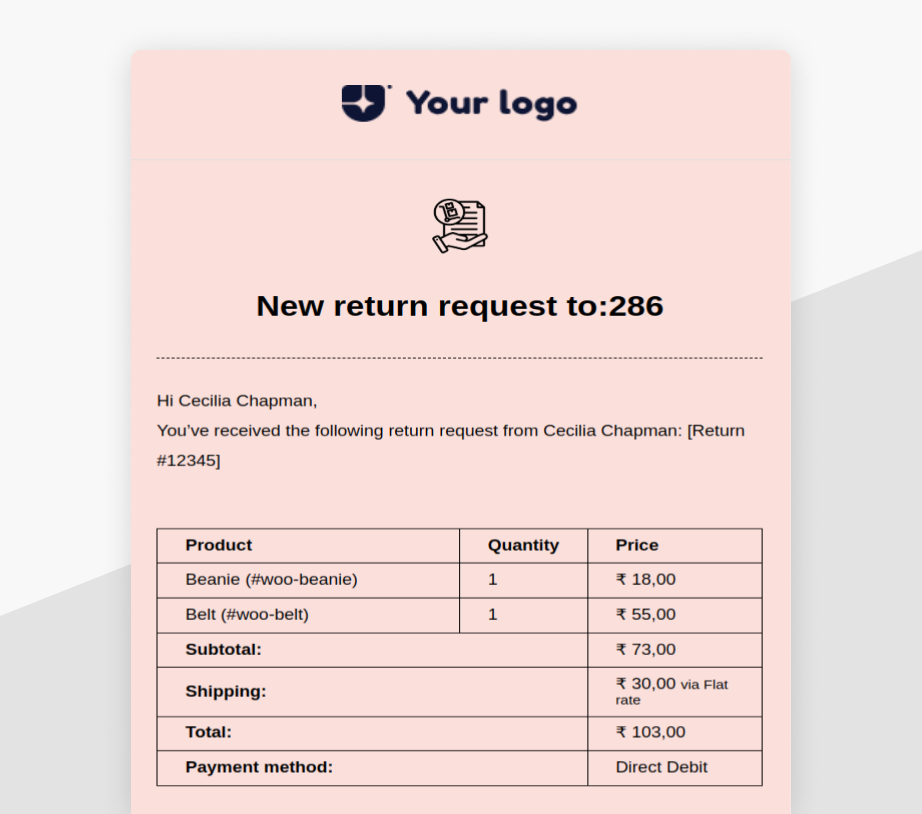 Your logo
New return request to:286
Hi Cecilia Chapman,
You’ve received the following return request from Cecilia Chapman: [Return
#12345]
Product Quantity Price
Beanie (#woo-beanie) 1 ₹ 18,00
Belt (#woo-belt) 1 ₹ 55,00
Subtotal: ₹ 73,00
Shipping: ₹ 30,00 via Flat
rate
Total: ₹ 103,00
Payment method: Direct Debit